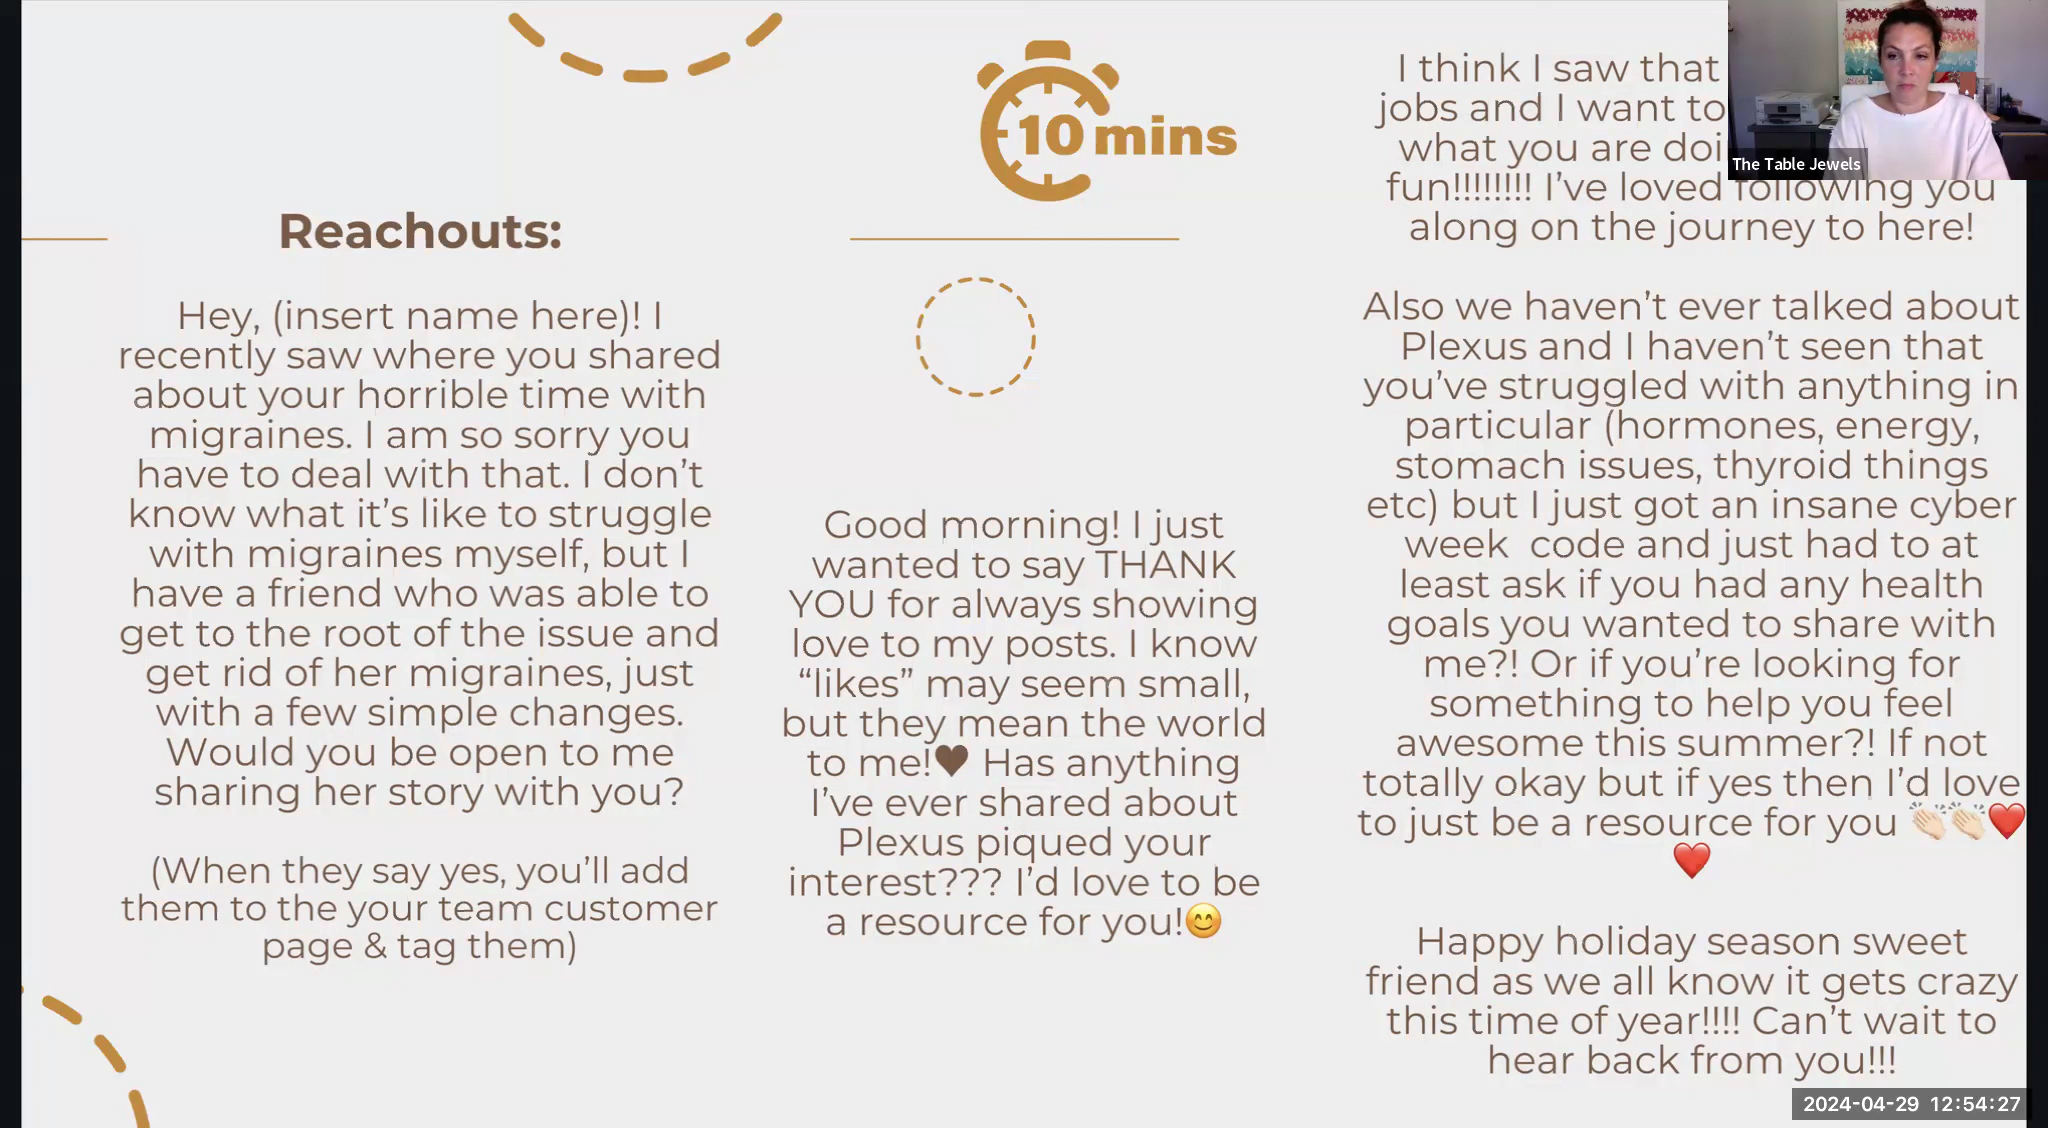 10 mins
Reachouts:
Hey, (insert name here)! I
recently saw where you shared
about your horrible time with
migraines. I am so sorry you
have to deal with that. I don’t
know what it’s like to struggle
with migraines myself, but I
have a friend who was able to
get to the root of the issue and
get rid of her migraines, just
with a few simple changes.
Would you be open to me
sharing her story with you?
(When they say yes, you’ll add
them to the your team customer
page & tag them)
Good morning! I just
wanted to say THANK
YOU for always showing
love to my posts. I know
“likes” may seem small,
but they mean the world
to me!🖤 Has anything
I’ve ever shared about
Plexus piqued your
interest??? I’d love to be
a resource for you!😊
I think I saw that
jobs and I want to
what you are doi
fun!!!!!!!! I’ve loved following you
along on the journey to here!
Also we haven’t ever talked about
Plexus and I haven’t seen that
you’ve struggled with anything in
particular (hormones, energy,
stomach issues, thyroid things
etc) but I just got an insane cyber
week code and just had to at
least ask if you had any health
goals you wanted to share with
me?! Or if you’re looking for
something to help you feel
awesome this summer?! If not
totally okay but if yes then I’d love
to just be a resource for you 👏🏻👏🏻❤️
❤️
Happy holiday season sweet
friend as we all know it gets crazy
this time of year!!!! Can’t wait to
hear back from you!!!
The Table Jewels
2024-04-29 12:54:27